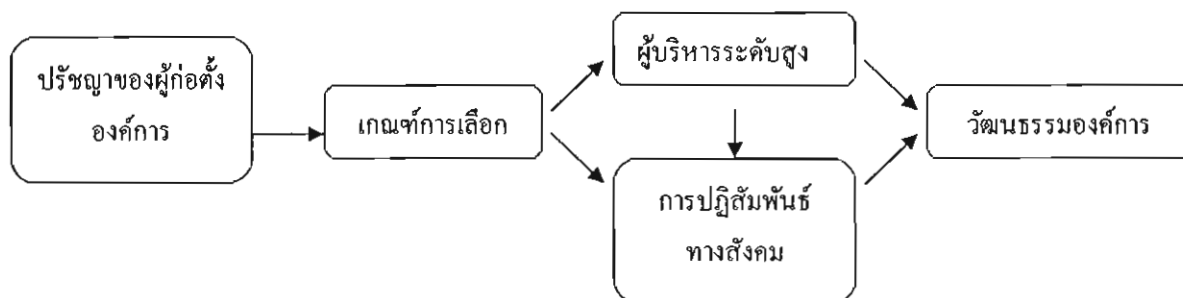 ปรัชญาของผู้ก่อตั้ง
องค์การ
เกณฑ์การเลือก
ผู้บริหารระดับสูง
การปฏิสัมพันธ์
ทางสังคม
วัฒนธรรมองค์การ